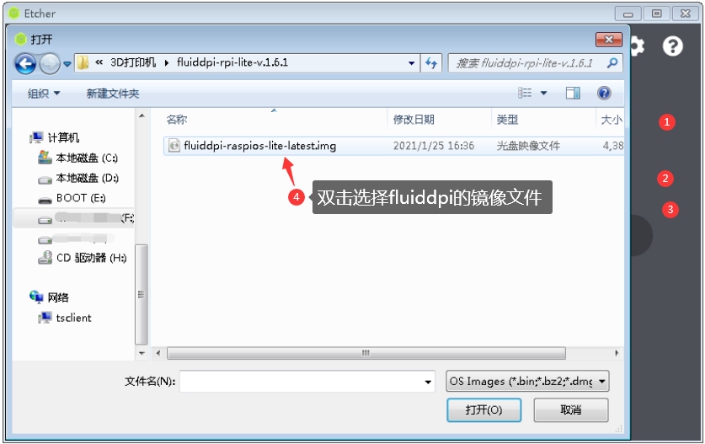 Etcher
打开
« 3D打印机 ▸ fluiddpi-rpi-lite-v.1.6.1
搜索 fluiddpi-rpi-lite-v.1.6.1
组织 新建文件夹
名称 修改日期 类型 大小
计算机
本地磁盘 (C:)
本地磁盘 (D:)
BOOT (E:)
(F:
CD 驱动器 (H:)
网络
tsclient
fluiddpi-raspios-lite-latest.img 2021/1/25 16:36 光盘映像文件 4,38
1
2
3
4 双击选择fluiddpi的镜像文件
文件名(N):
OS Images (*.bin;*.bz2;*.dmg
打开(O) 取消